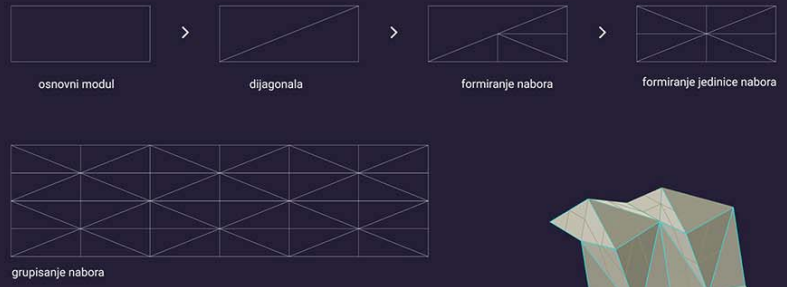 osnovni modul
dijagonala
formiranje nabora
formiranje jedinice nabora
grupisanje nabora